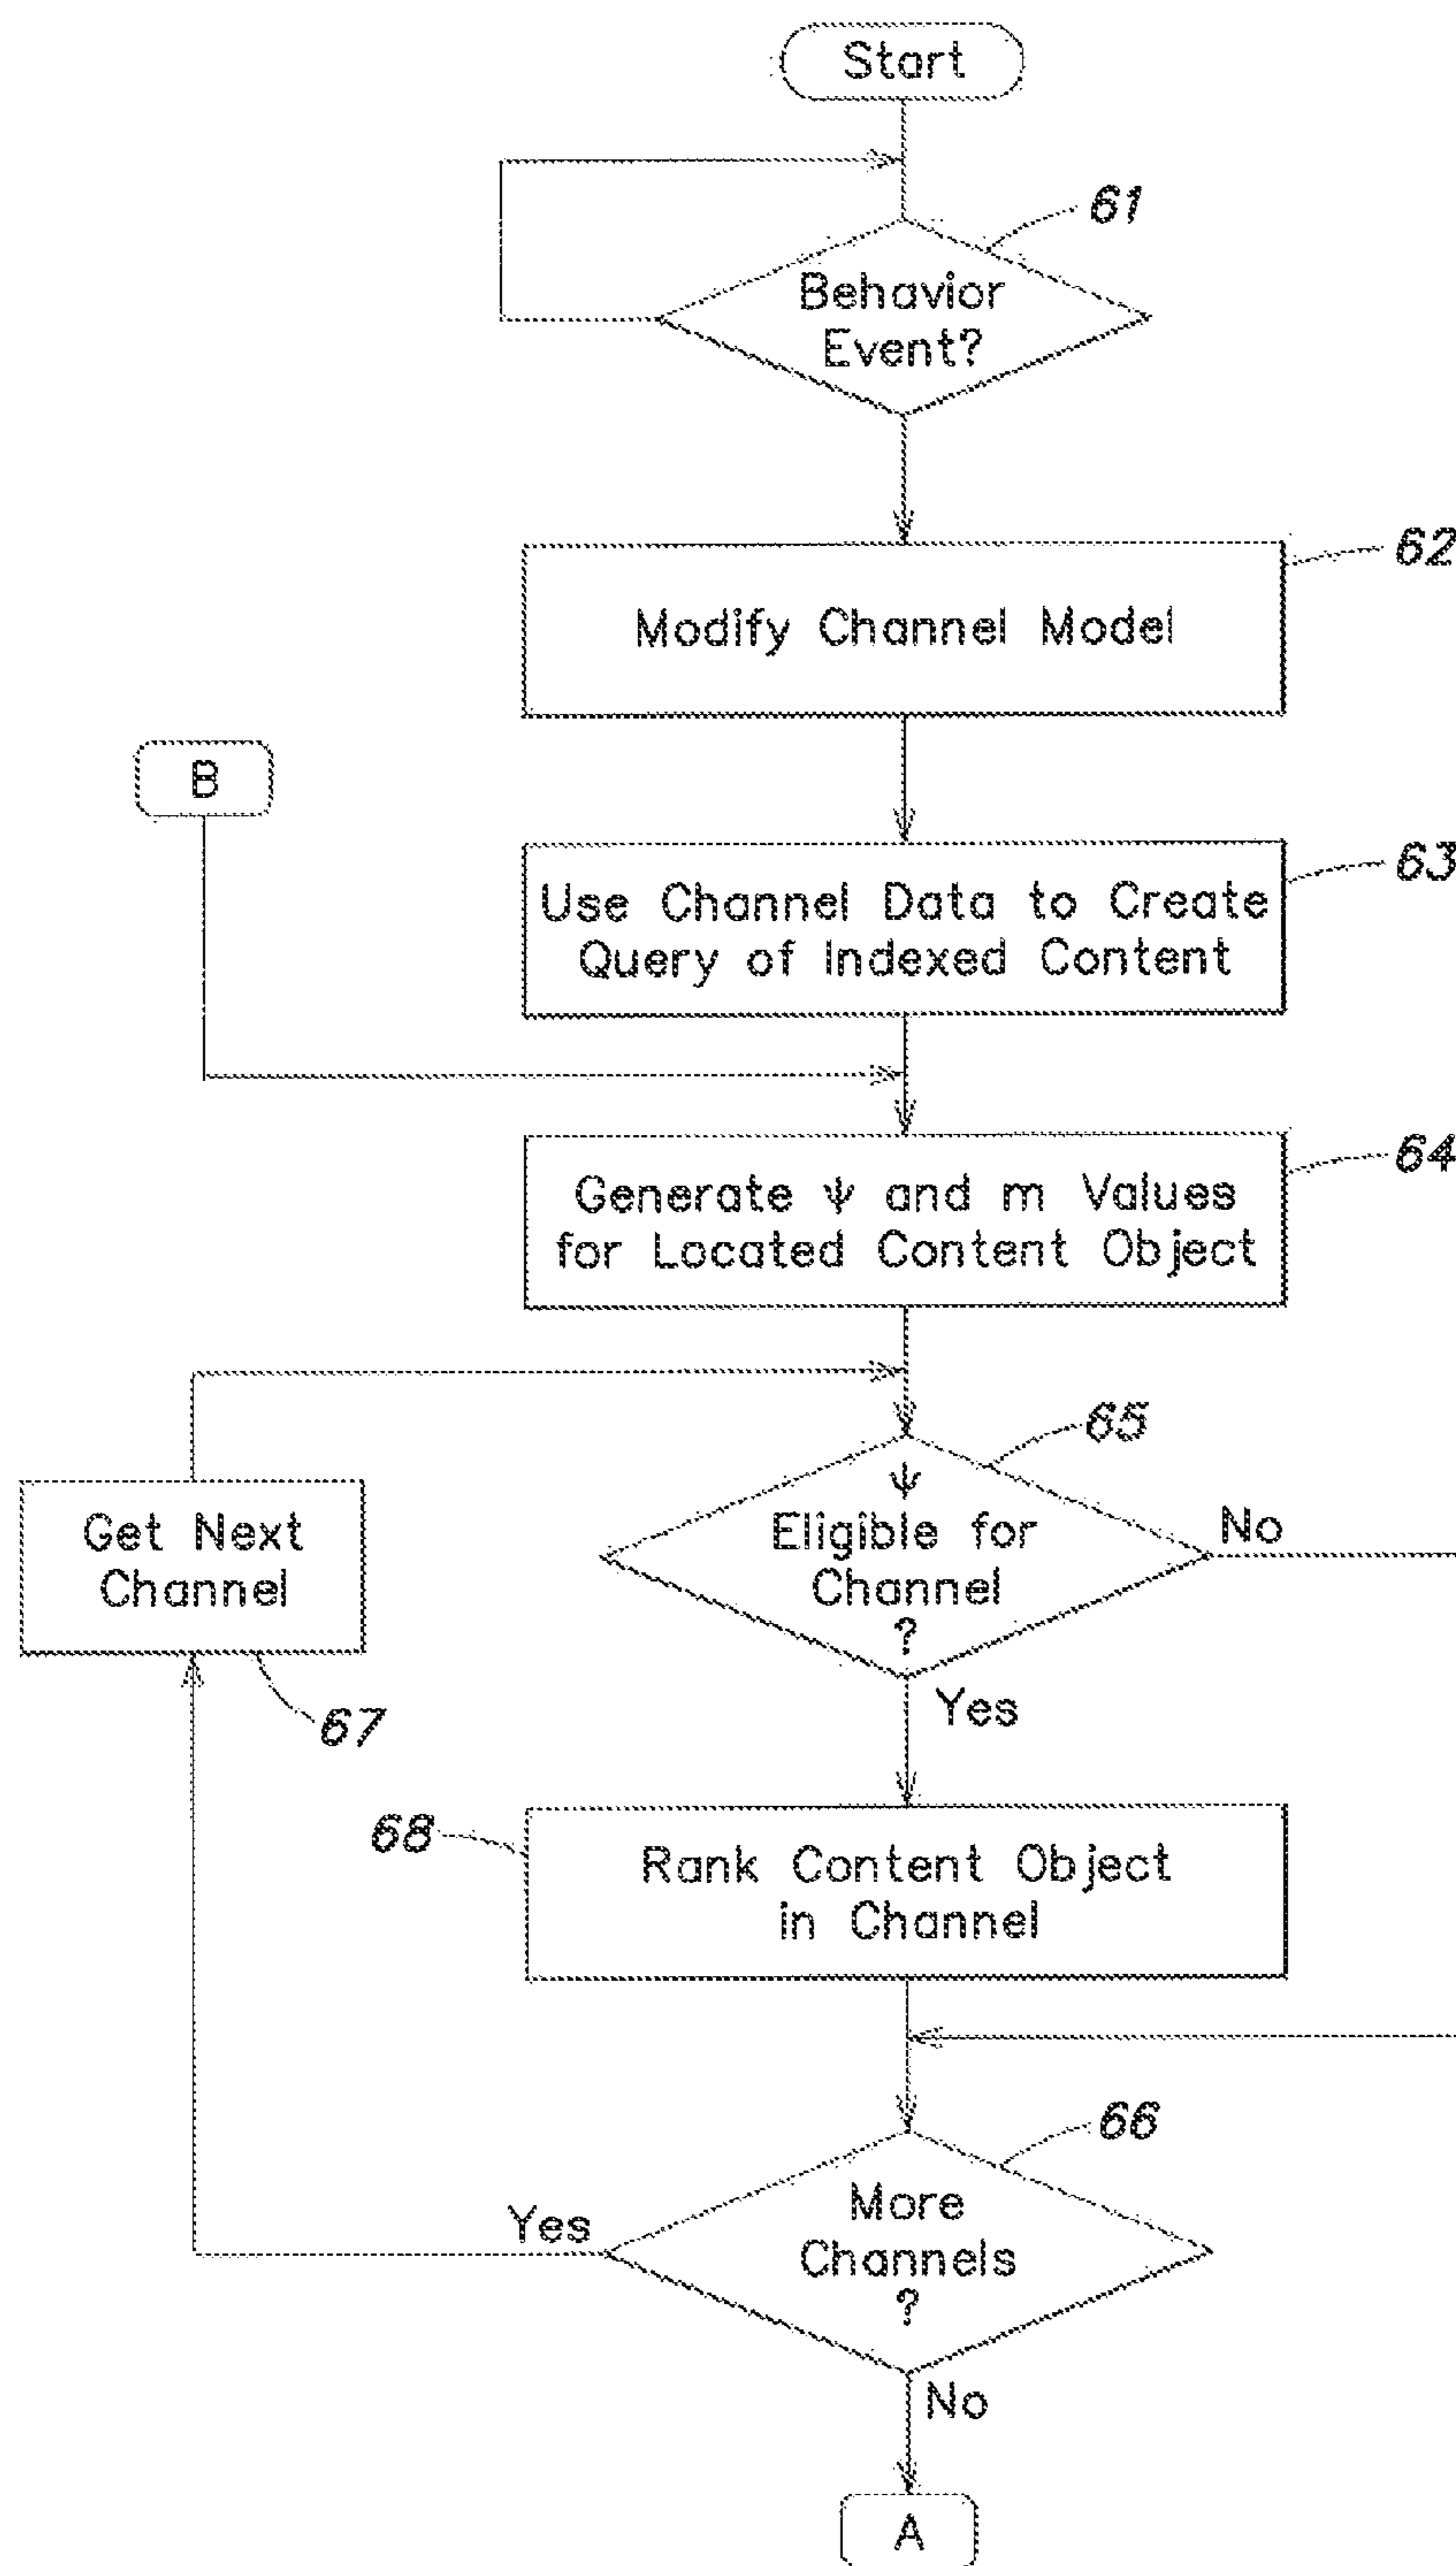 Start
61
Behavior
Event?
62
Modify Channel Model
B
63
Use Channel Data to Create
Query of Indexed Content
64
Generate ψ and m Values
for Located Content Object
65
ψ
Eligible for
Channel
?
No
Get Next
Channel
67
Yes
68
Rank Content Object
in Channel
66
More
Channels
?
Yes
No
A